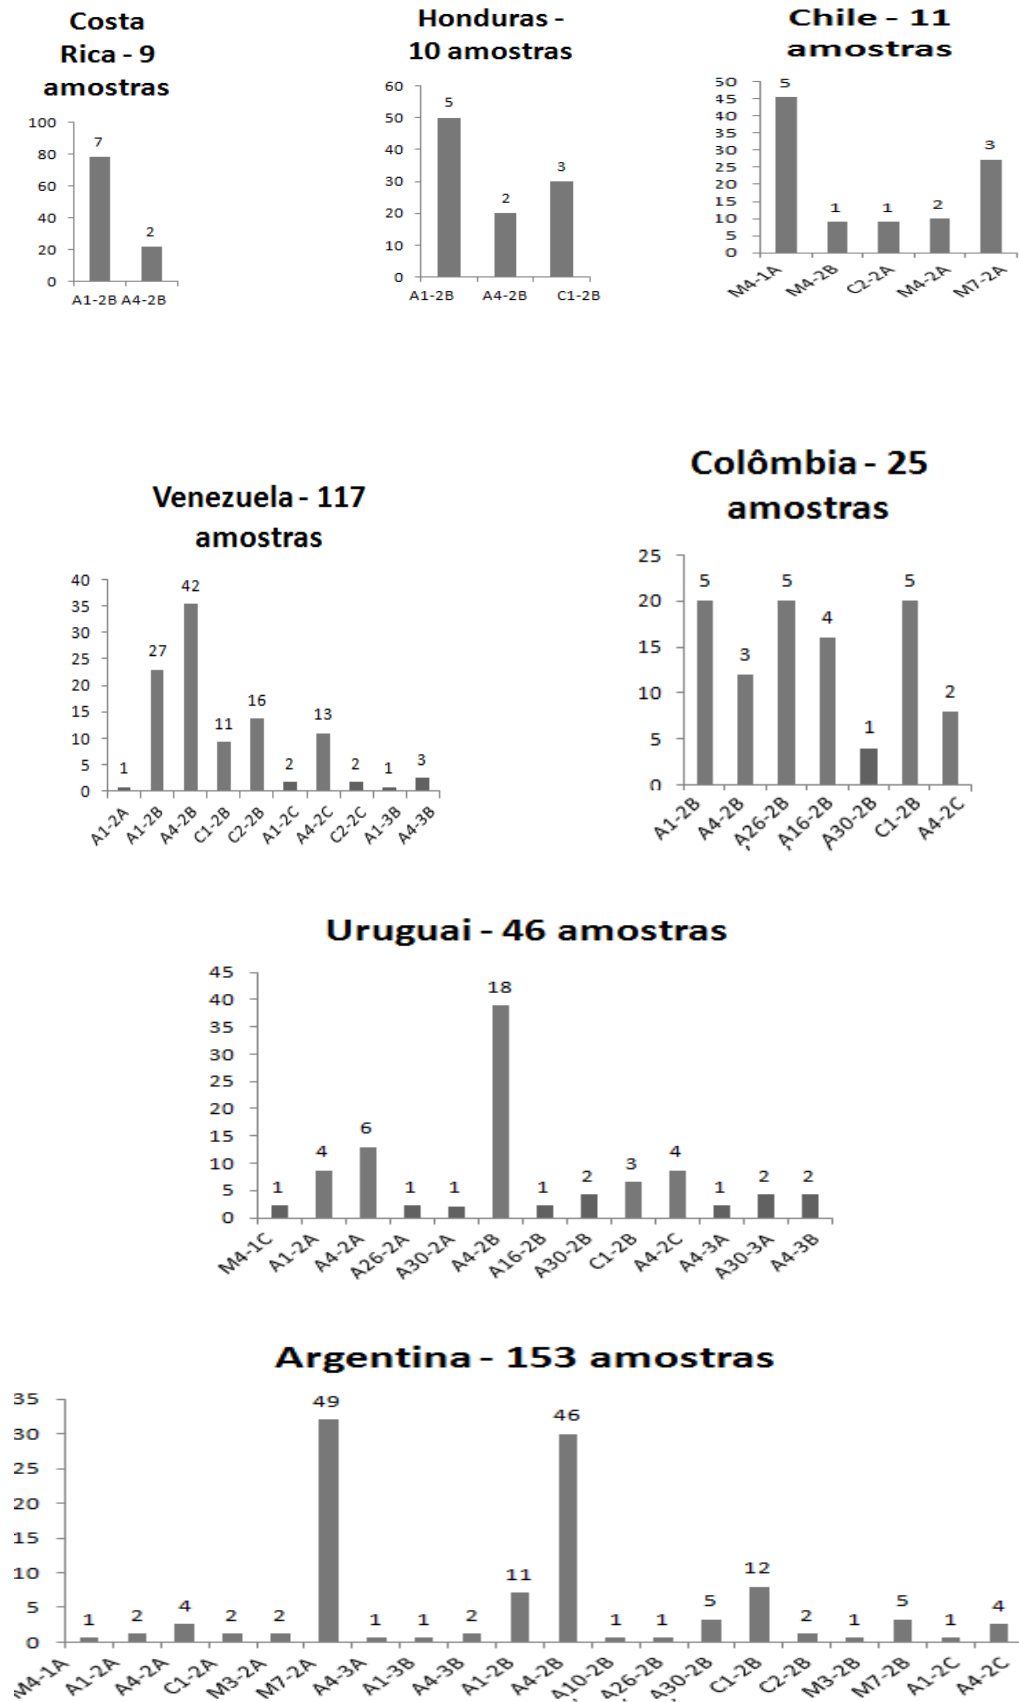 Costa
Rica - 9
amostras
100
80
60
40
20
0
7
2
A1-2B
A4-2B
Honduras -
10 amostras
60
50
40
30
20
10
0
5
2
3
A1-2B
A4-2B
C1-2B
Chile - 11
amostras
50
45
40
35
30
25
20
15
10
5
0
5
1
1
2
3
M4-1A
M4-2B
C2-2A
M4-2A
M7-2A
Venezuela - 117
amostras
40
35
30
25
20
15
10
5
0
1
27
42
11
16
2
13
2
1
3
A1-2A
A1-2B
A4-2B
C1-2B
C2-2B
A1-2C
A4-2C
C2-2C
A1-3B
A4-3B
Colômbia - 25
amostras
25
20
15
10
5
0
5
3
5
4
1
5
2
A1-2B
A4-2B
A26-2B
A16-2B
A30-2B
C1-2B
A4-2C
Uruguai - 46 amostras
45
40
35
30
25
20
15
10
5
0
1
4
6
1
1
18
1
2
3
4
1
2
2
M4-1C
A1-2A
A4-2A
A26-2A
A30-2A
A4-2B
A16-2B
A30-2B
C1-2B
A4-2C
A4-3A
A30-3A
A4-3B
Argentina - 153 amostras
35
30
25
20
15
10
5
0
1
2
4
2
2
49
1
1
2
11
46
1
1
5
12
2
1
5
1
4
M4-1A
A1-2A
A4-2A
C1-2A
M3-2A
M7-2A
A4-3A
A1-3B
A4-3B
A1-2B
A4-2B
A10-2B
A26-2B
A30-2B
C1-2B
C2-2B
M3-2B
M7-2B
A1-2C
A4-2C